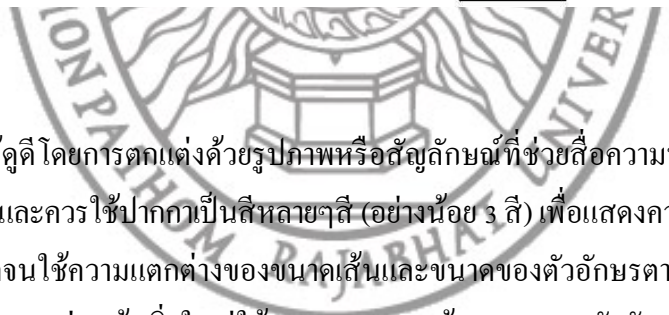 ดูดีโดยการตกแต่งด้วยรูปภาพหรือสัญลักษณ์ที่ช่วยสื่อความ
และควรใช้ปากกาเป็นสีหลายๆสี (อย่างน้อย 3 สี) เพื่อแสดงคว
จนใช้ความแตกต่างของขนาดเส้นและขนาดของตัวอักษรตา
NAKHON PATHOM RAJABHAT UNIVER